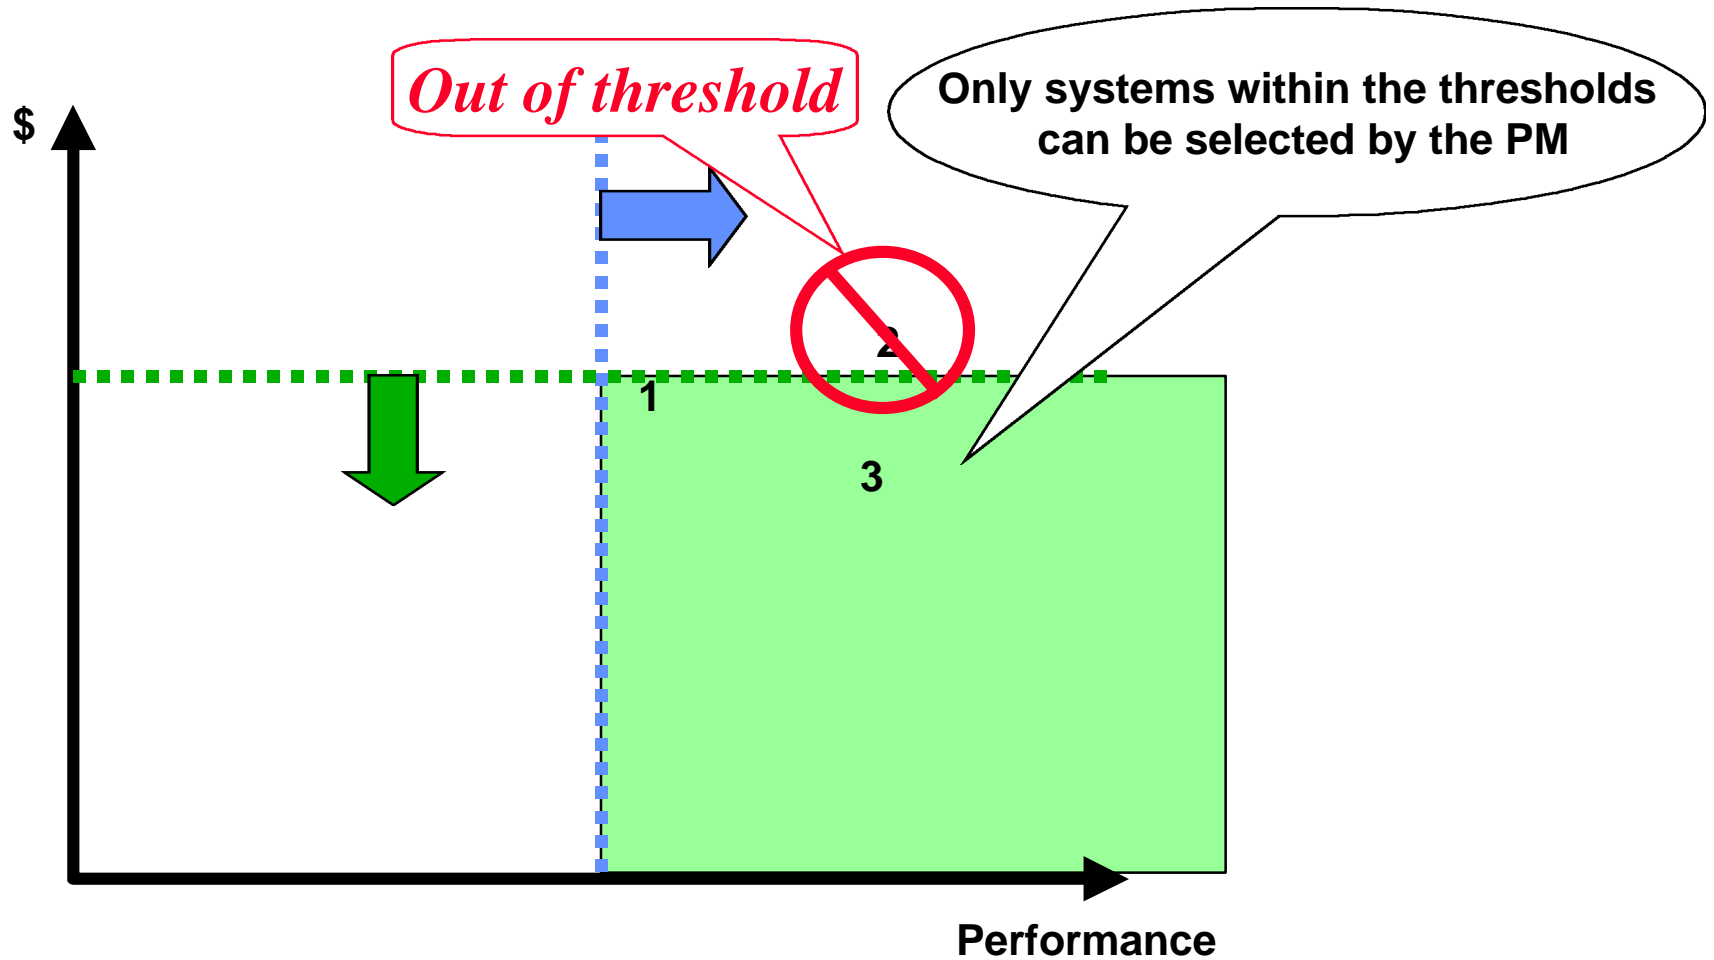 Out of threshold
Only systems within the thresholds
can be selected by the PM
$
2
1
3
Performance